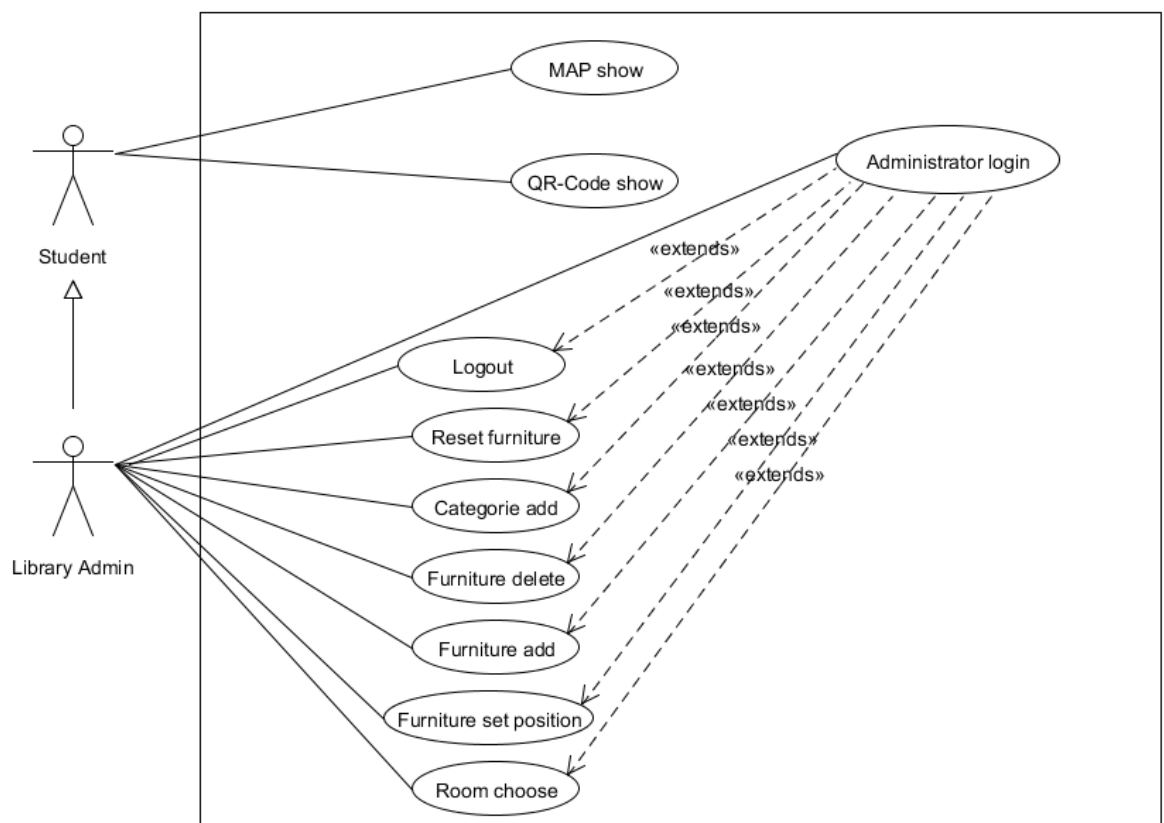 MAP show
Administrator login
QR-Code show
Student
«extends»
«extends»
«extends»
Logout
«extends»
«extends»
Reset furniture
«extends»
«extends»
Categorie add
Library Admin
Furniture delete
Furniture add
Furniture set position
Room choose